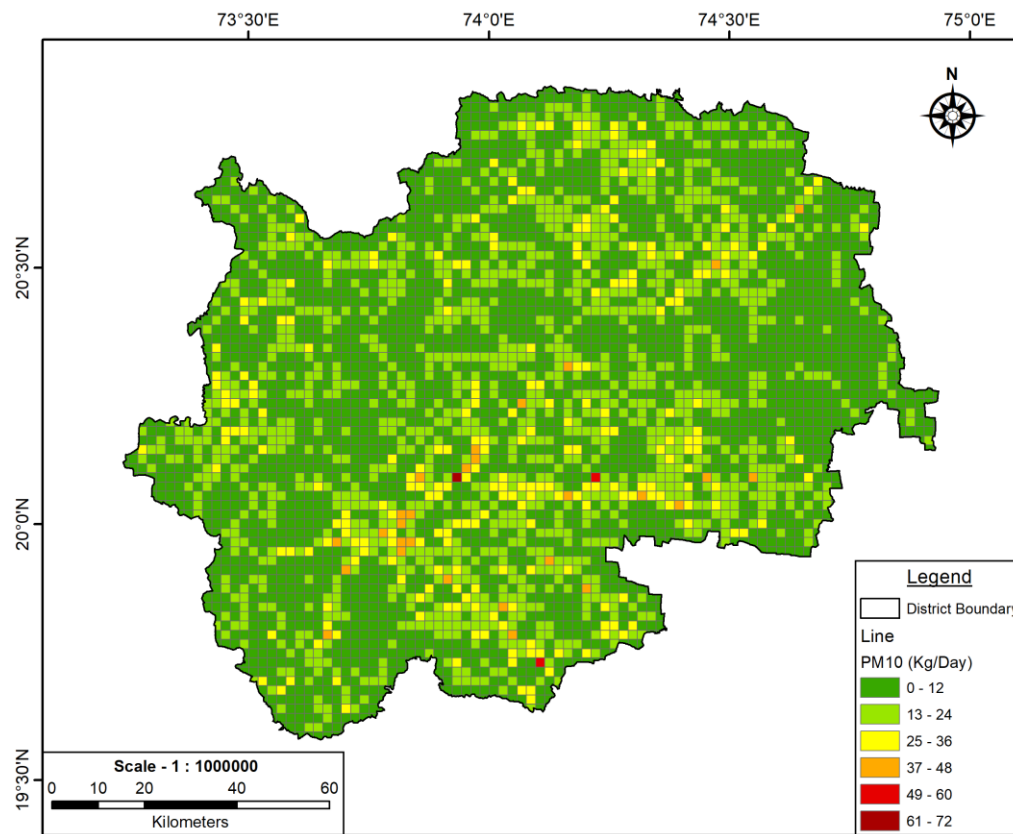 73°30'E 74°0'E 74°30'E 75°0'E
N
20°30'N
20°0'N
19°30'N
Legend
District Boundary
Line
PM10 (Kg/Day)
0 - 12
13 - 24
25 - 36
37 - 48
49 - 60
61 - 72
Scale - 1 : 1000000
0 10 20 40 60
Kilometers